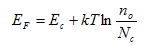 E_F = E_c + kT ln n_o / N_c